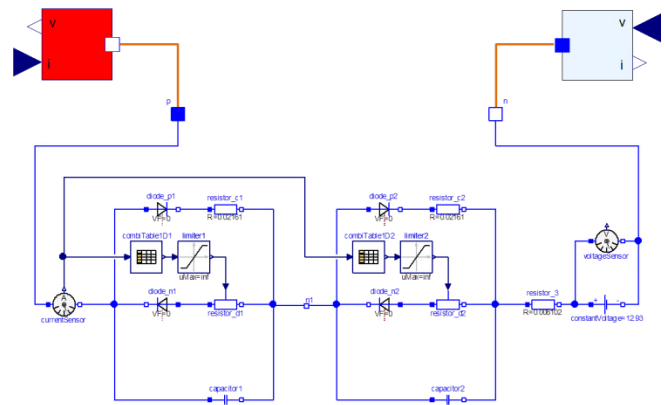 v
i
v
i
p
n
diode_p1
VF=0
resistor_c1
R=0.02161
diode_p2
VF=0
resistor_c2
R=0.02161
combiTable1D1
limiter1
uMax=inf
combiTable1D2
limiter2
uMax=inf
V
voltageSensor
A
currentSensor
diode_n1
VF=0
resistor_d1
n1
diode_n2
VF=0
resistor_d2
resistor_3
R=0.006102
+
-
constantVoltage=12.93
capacitor1
capacitor2